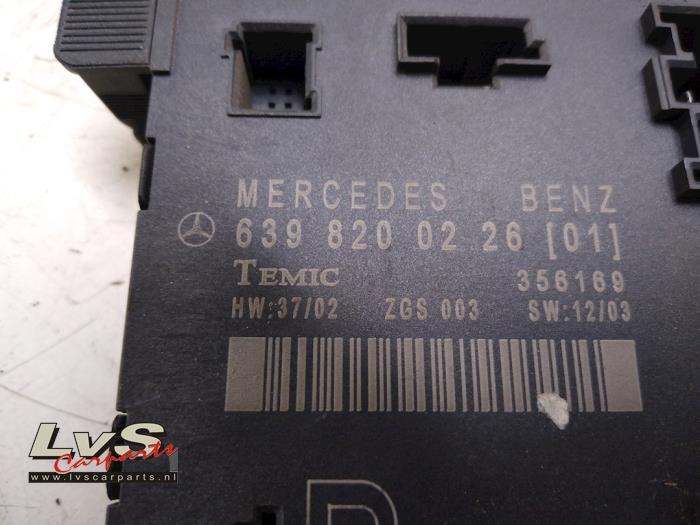 MERCEDES BENZ
639 820 02 26 [01]
TEMIC 356169
HW:37/02 ZGS 003 SW:12/03
LvS
Carparts
www.lvscarparts.nl